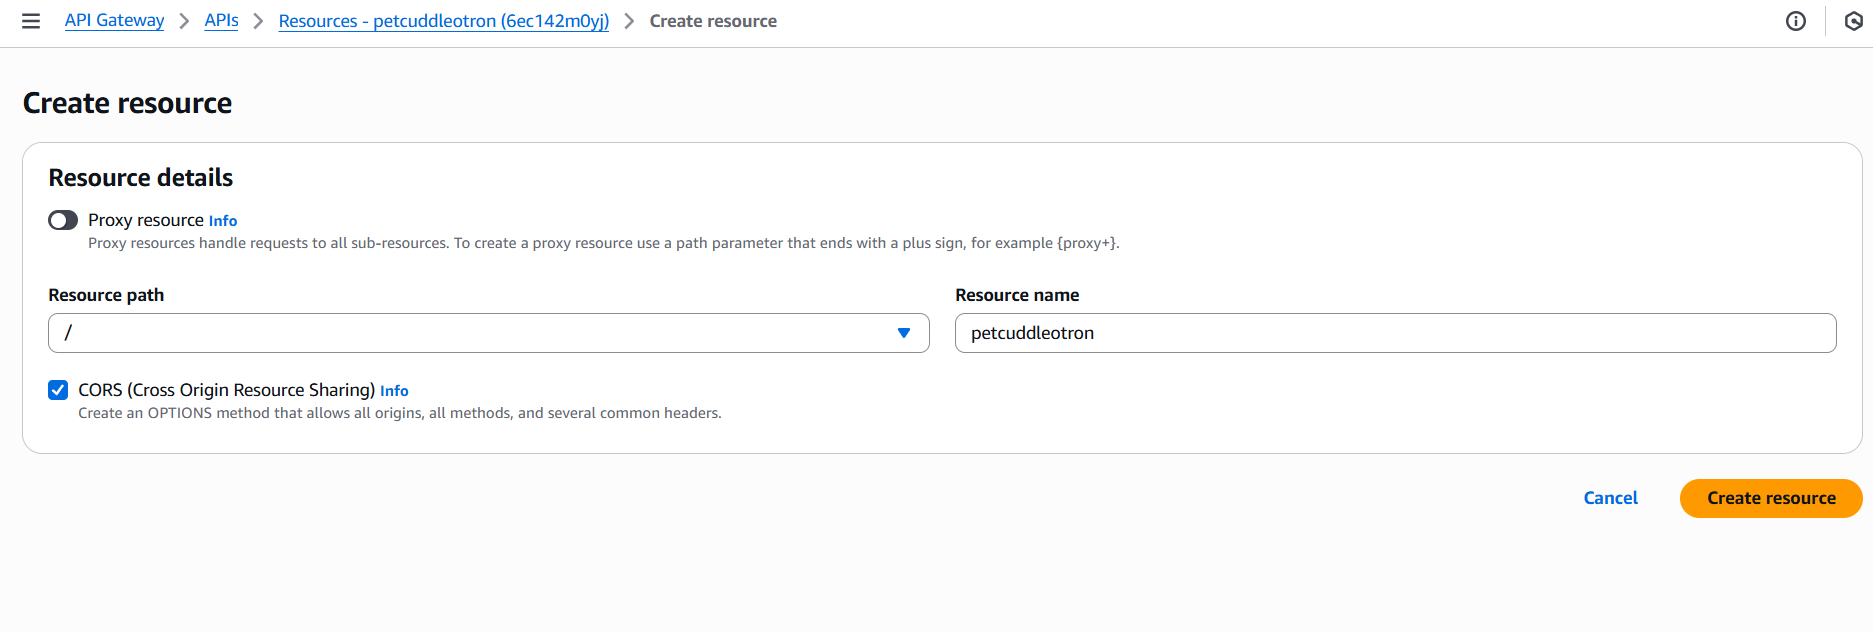 API Gateway > APIs > Resources - petcuddleotron (6ec142m0yj) > Create resource
Create resource
Resource details
Proxy resource Info
Proxy resources handle requests to all sub-resources. To create a proxy resource use a path parameter that ends with a plus sign, for example {proxy+}.
Resource path
Resource name
/
petcuddleotron
CORS (Cross Origin Resource Sharing) Info
Create an OPTIONS method that allows all origins, all methods, and several common headers.
Cancel
Create resource